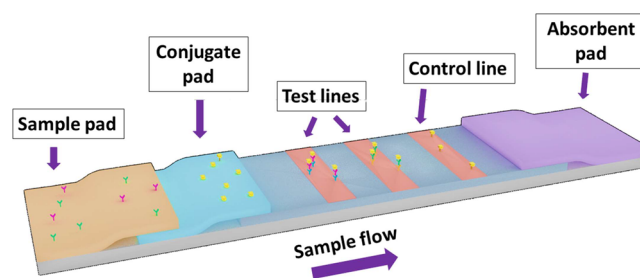 Absorbent
pad
Conjugate
pad
Control line
Test lines
Sample pad
Sample flow